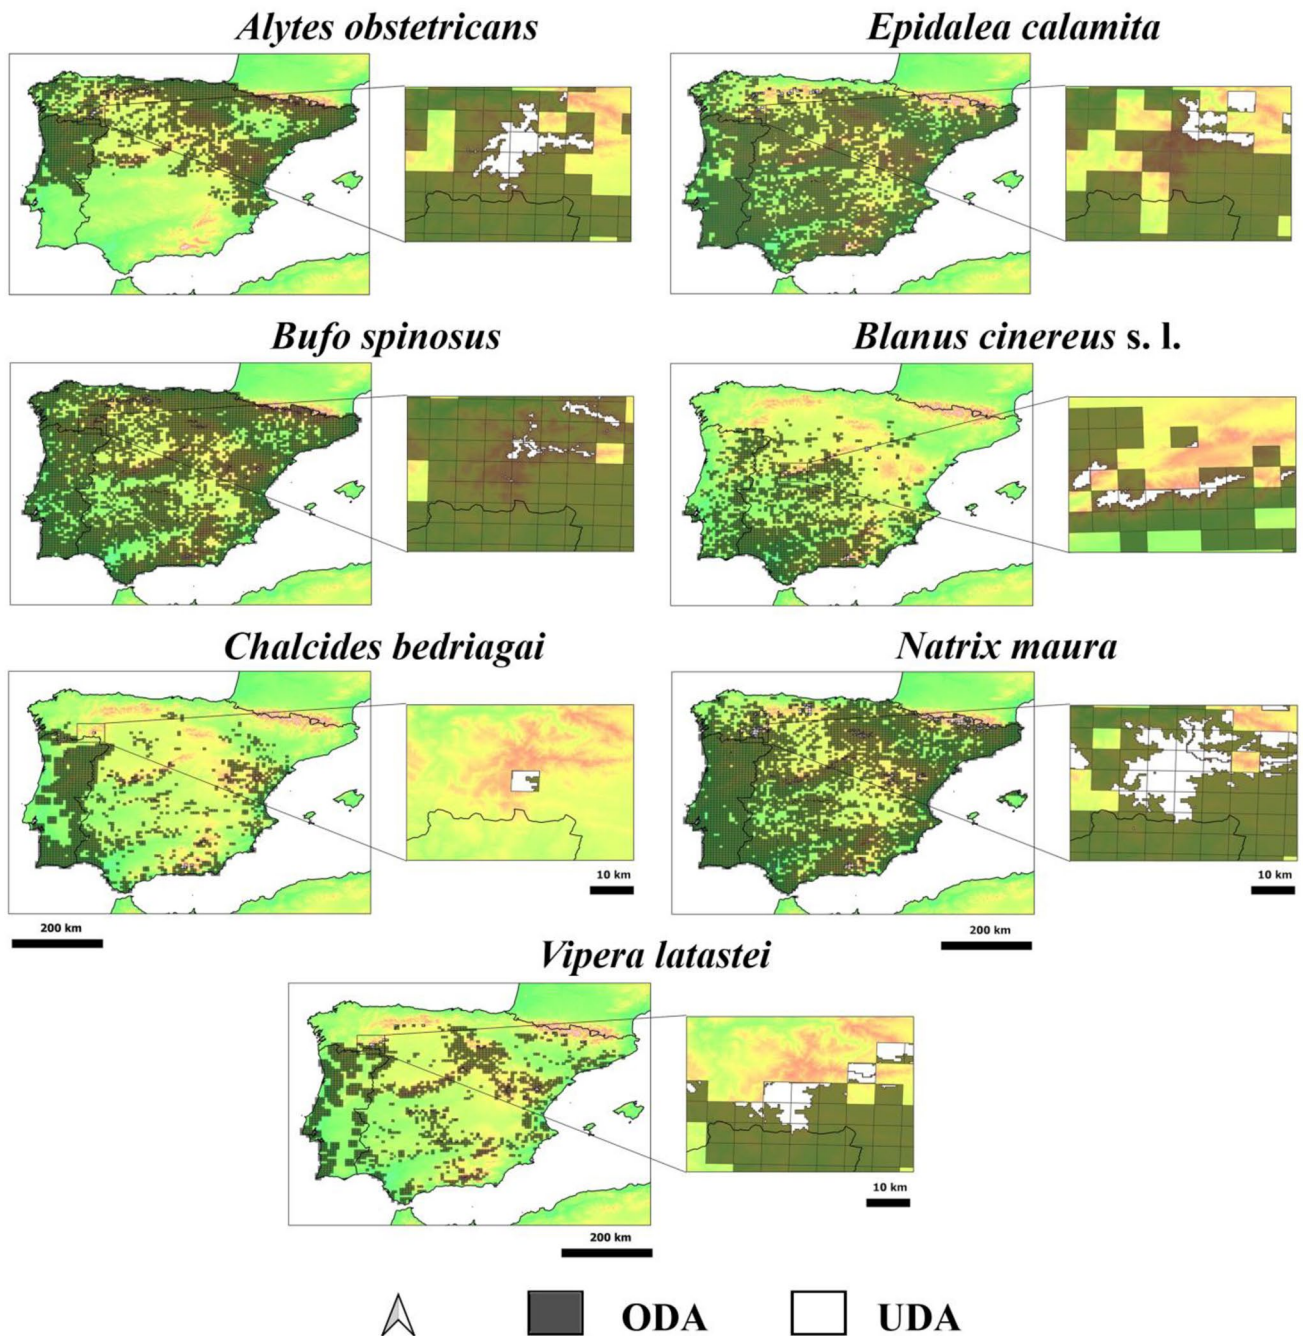 Alytes obstetricans
Epidalea calamita
Bufo spinosus
Blanus cinereus s. l.
Chalcides bedriagai
Natrix maura
10 km
10 km
200 km
200 km
Vipera latastei
10 km
200 km
ODA
UDA